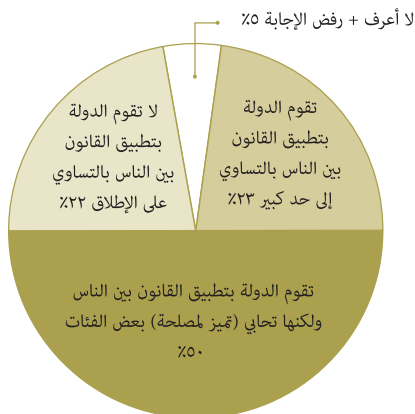 لا أعرف + رفض الإجابة ٥٪
تقوم الدولة
بتطبيق القانون
بين الناس بالتساوي
إلى حد كبير ٢٣٪
لا تقوم الدولة
بتطبيق القانون
بين الناس بالتساوي
على الإطلاق ٢٢٪
تقوم الدولة بتطبيق القانون بين الناس
ولكنها تحابي (تميز لمصلحة) بعض الفئات
٥٠٪